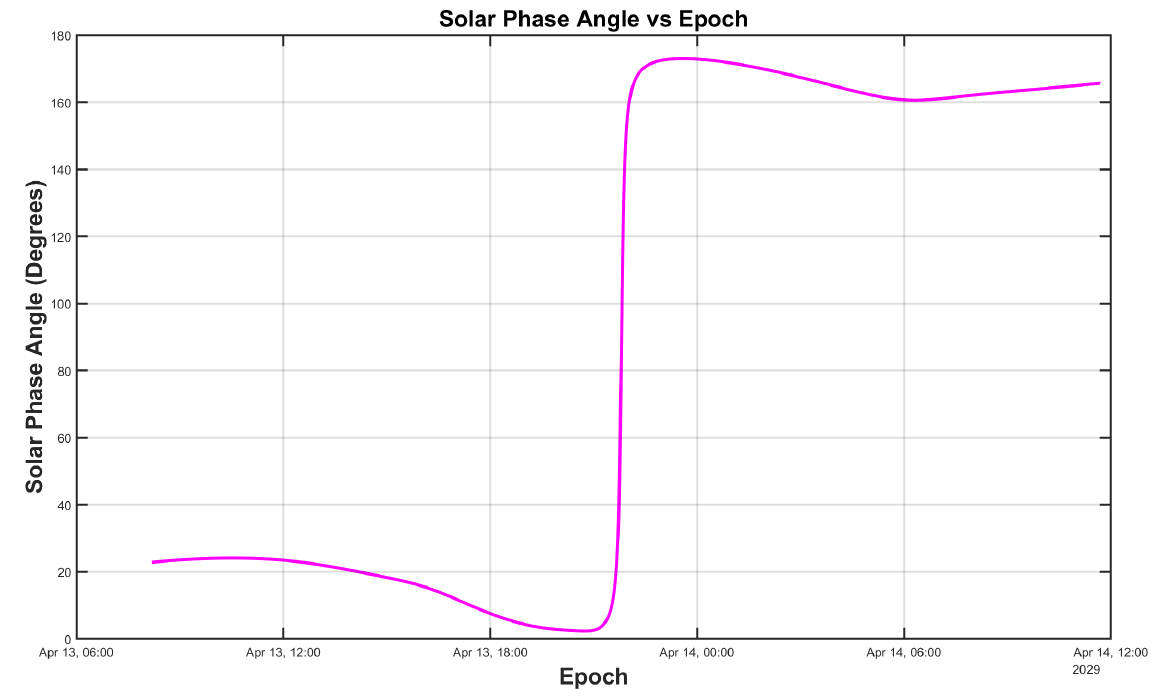 Solar Phase Angle vs Epoch
Solar Phase Angle (Degrees)
180
160
140
120
100
80
60
40
20
0
Apr 13, 06:00
Apr 13, 12:00
Apr 13, 18:00
Apr 14, 00:00
Apr 14, 06:00
Apr 14, 12:00
2029
Epoch